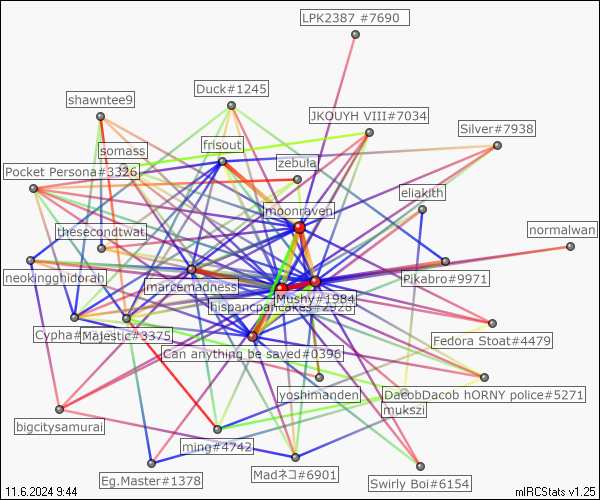 LPK2387 #7690
Duck#1245
shawntee9
JKOUYH VIII#7034
Silver#7938
somass
frisout
zebula
Pocket Persona#3326
eliakith
moonraven
thesecondtwat
normalwan
neokingghidorah
marcemadness
Pikabro#9971
Mushy#1984
hispancpancakes#2928
Cypha#
Majestic#3375
Fedora Stoat#4479
Can anything be saved#0396
yoshimanden
DacobDacob hORNY police#5271
mukszi
bigcitysamurai
ming#4742
Eg.Master#1378
Madネコ#6901
Swirly Boi#6154
11.6.2024 9:44
mIRCStats v1.25